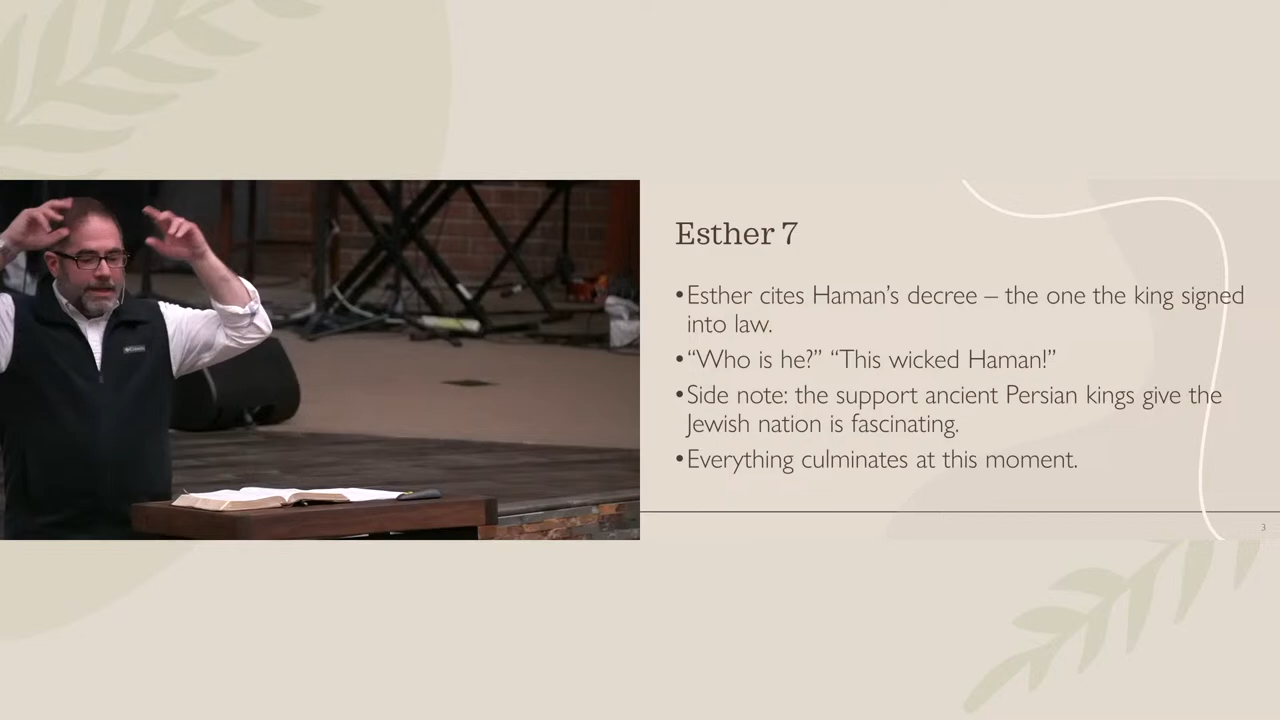 Esther 7
•Esther cites Haman’s decree – the one the king signed
into law.
•“Who is he?” “This wicked Haman!”
•Side note: the support ancient Persian kings give the
Jewish nation is fascinating.
•Everything culminates at this moment.
3